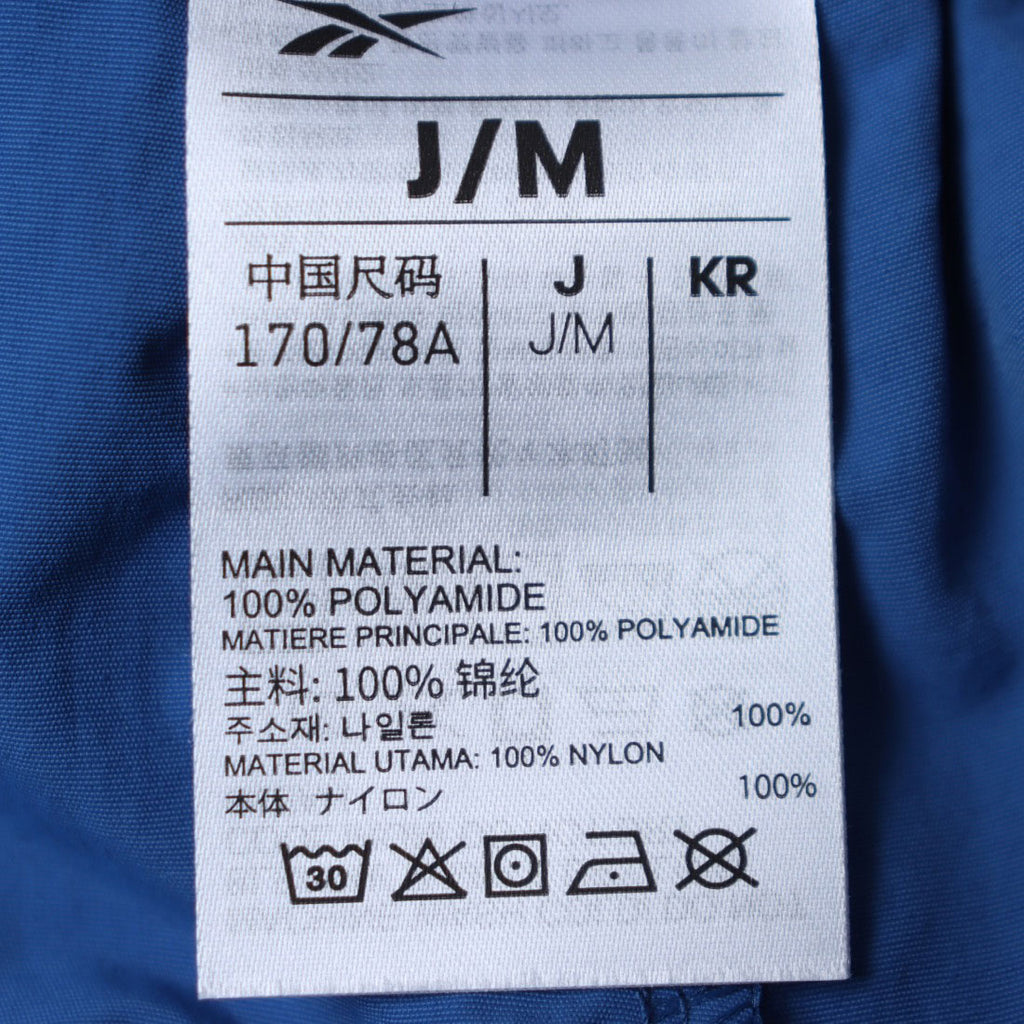 J/M
中国尺码 J KR
170/78A J/M
MAIN MATERIAL:
100% POLYAMIDE
MATIERE PRINCIPALE: 100% POLYAMIDE
主料: 100% 锦纶
주소재: 나일론 100%
MATERIAL UTAMA: 100% NYLON
本体 ナイロン 100%
30